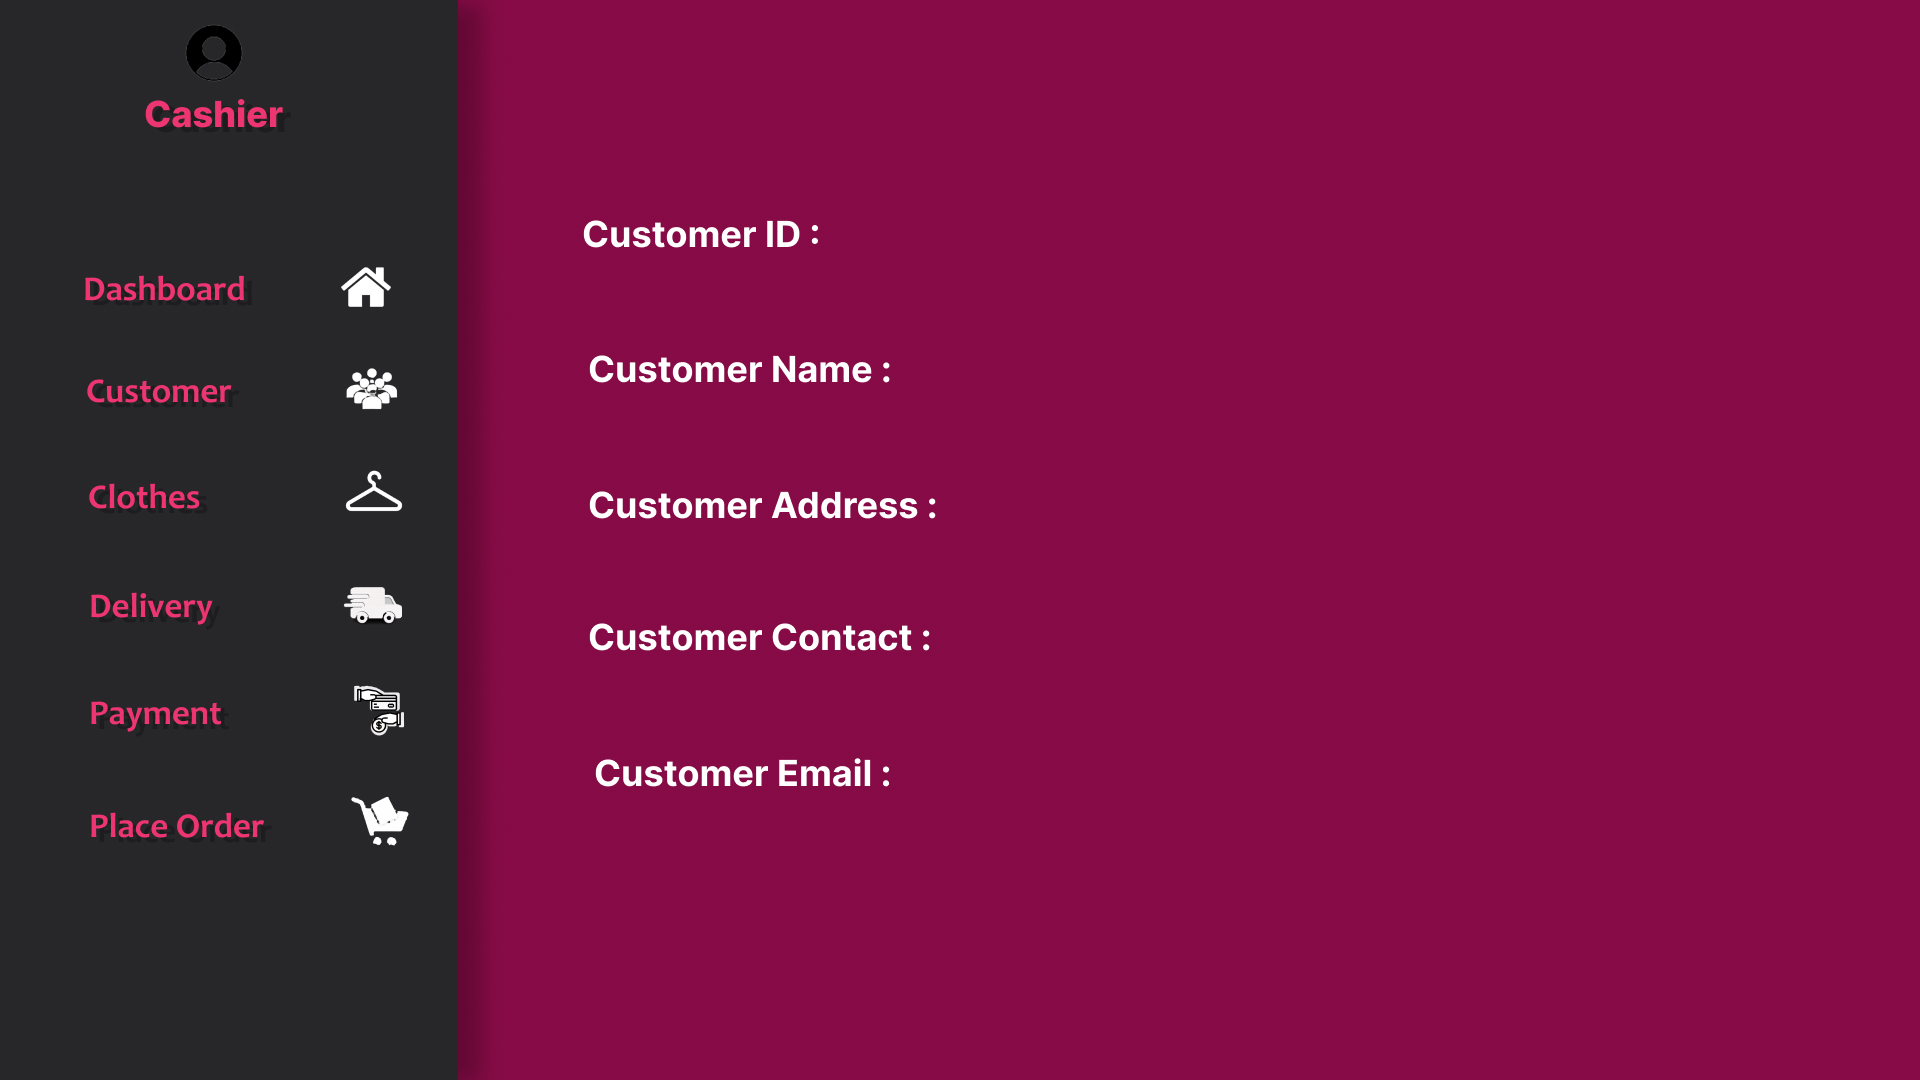 Cashier
Dashboard
Customer
Clothes
Delivery
Payment
Place Order
Customer ID :
Customer Name :
Customer Address :
Customer Contact :
Customer Email :